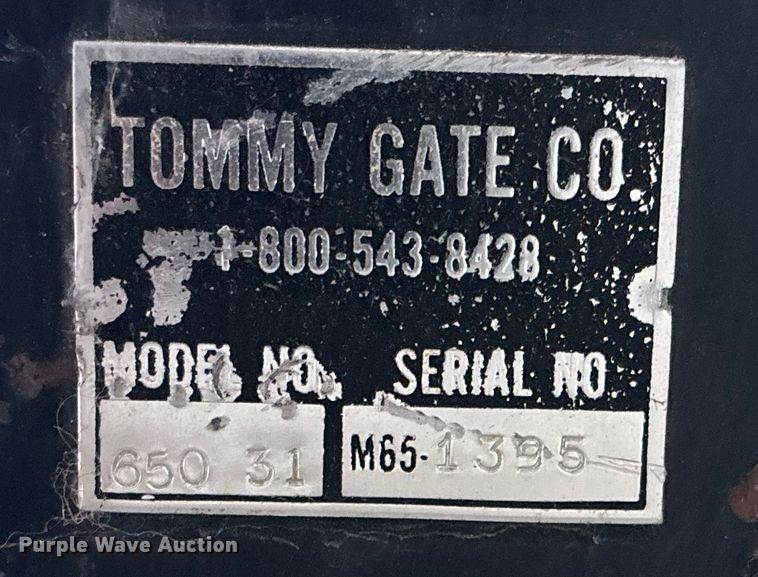 TOMMY GATE CO.
1-800-543-8428
MODEL NO. SERIAL NO
650 31 M65-1395
Purple Wave Auction